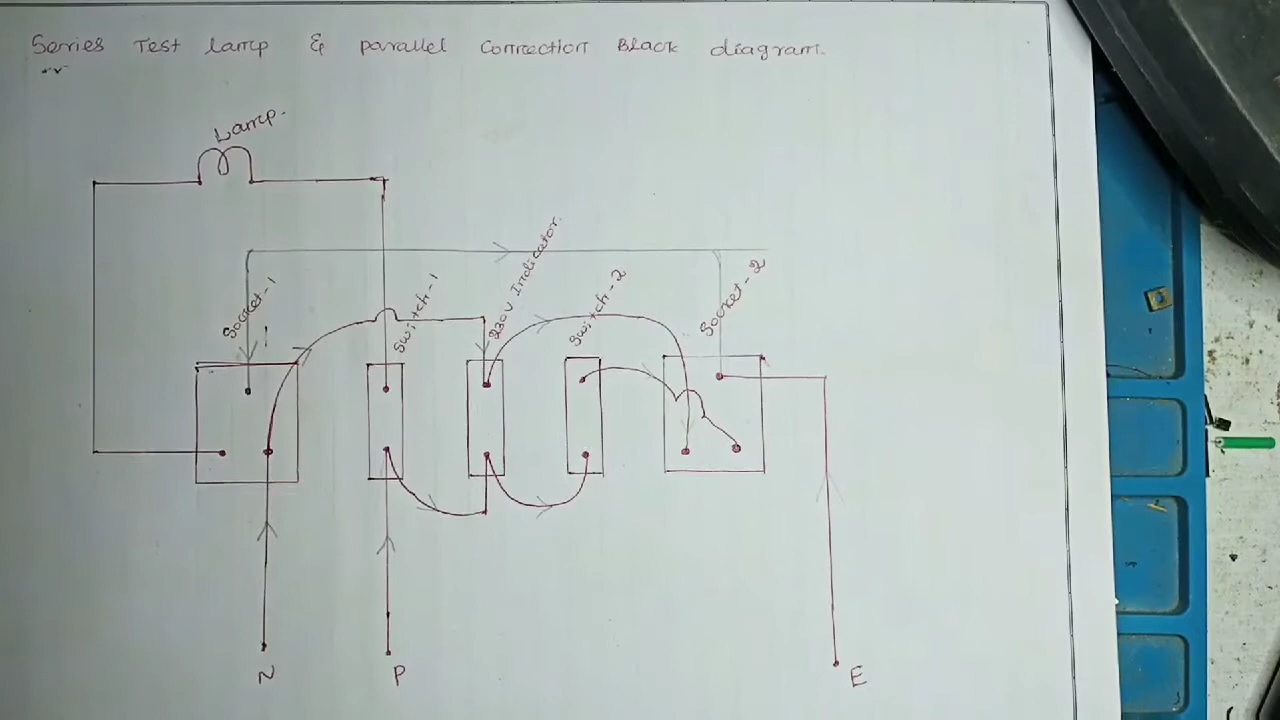 Series Test lamp & parallel Connection Black diagram.
Lamp.
Socket-1
Switch-1
230V Indicator.
Switch-2
Socket-2
N
P
E